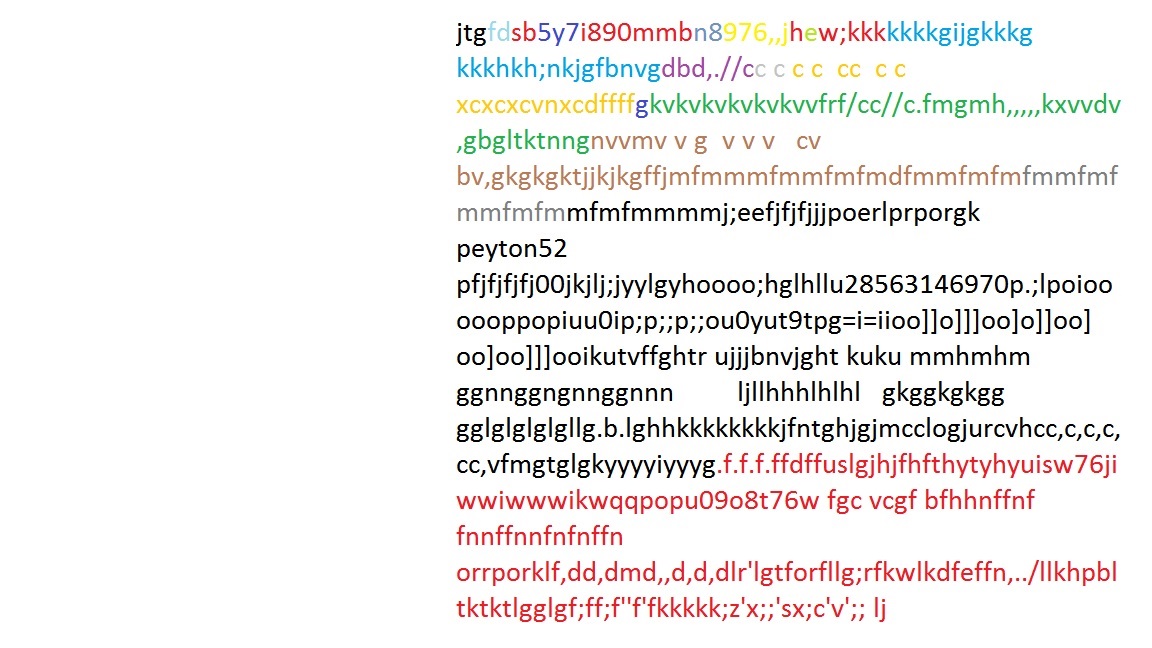 jtgfdsb5y7i890mmbn8976,,jhew;kkkkkkkgijgkkkg
kkkhkh;nkjgfbnvgdbd,.//cc c c c  cc  c c
xcxcxcvnxcdffffgkvkvkvkvkvkvvfrf/cc//c.fmgmh,,,,,kxvvdv
,gbgltktnngnvvmv v g  v v v   cv
bv,gkgkgktjjkjkgffjmfmmmfmmfmfmdfmmfmfmfmmfmf
mmfmfmmfmfmmmmj;eefjfjfjjjpoerlprporgk
peyton52
pfjfjfjfj00jkjlj;jyylgyhoooo;hglhllu28563146970p.;lpoioo
oooppopiuu0ip;p;;p;;ou0yut9tpg=i=iioo]]o]]]oo]o]]oo]
oo]oo]]]ooikutvffghtr ujjjbnvjght kuku mmhmhm
ggnnggngnnggnnn         ljllhhhlhlhl   gkggkgkgg
gglglglglgllg.b.lghhkkkkkkkkjfntghjgjmcclogjurcvhcc,c,c,c,
cc,vfmgtglgkyyyyiyyyg.f.f.f.ffdffuslgjhjfhfthytyhyuisw76ji
wwiwwwikwqqpopu09o8t76w fgc vcgf bfhhnffnf
fnnffnnfnfnffn
orrporklf,dd,dmd,,d,d,dlr'lgtforfllg;rfkwlkdfeffn,../llkhpbl
tktktlgglgf;ff;f''f'fkkkkk;z'x;;'sx;c'v';; lj